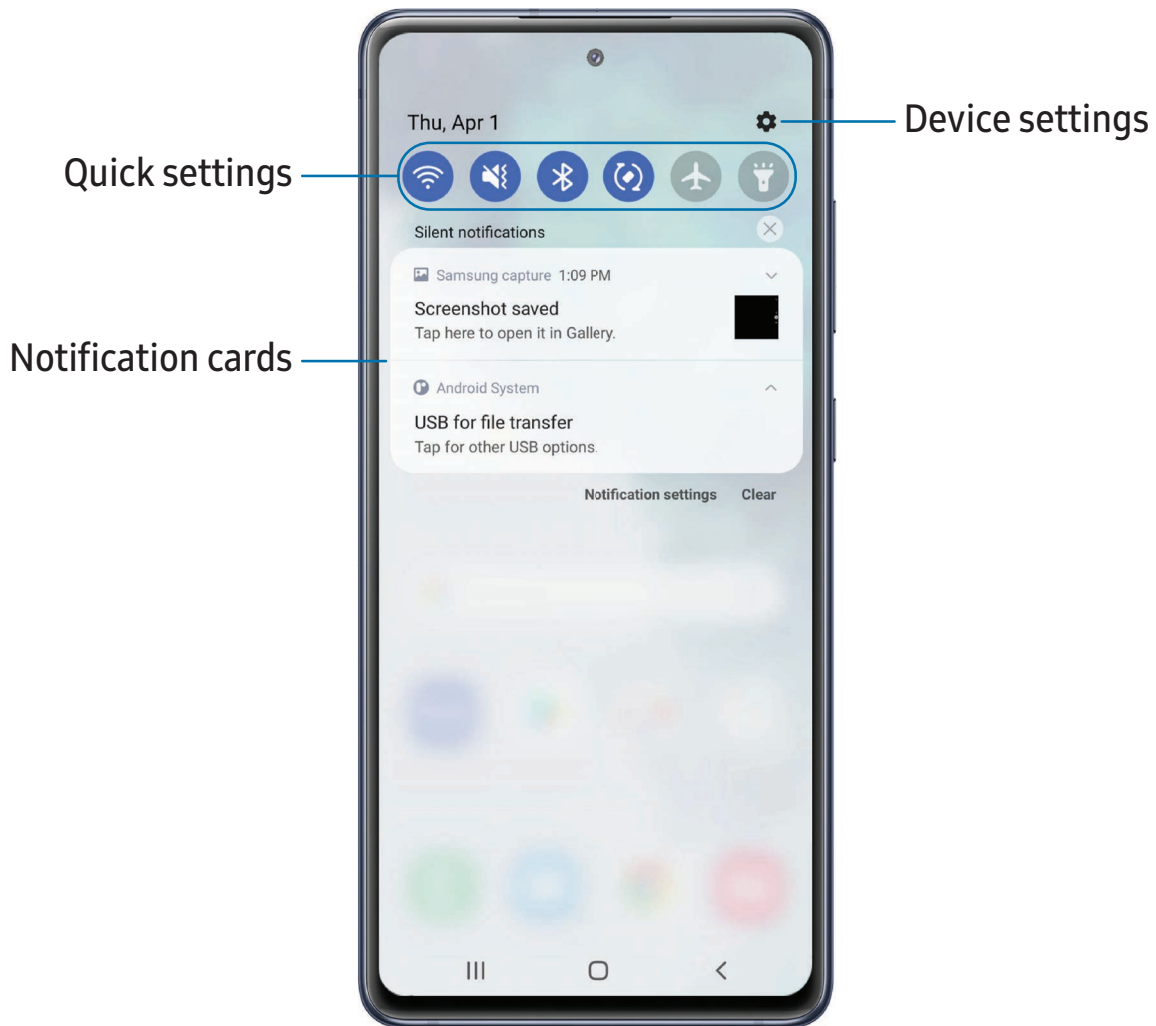 Thu, Apr 1
Device settings
Quick settings
Silent notifications
Samsung capture 1:09 PM
Screenshot saved
Tap here to open it in Gallery.
Notification cards
Android System
USB for file transfer
Tap for other USB options.
Notification settings Clear